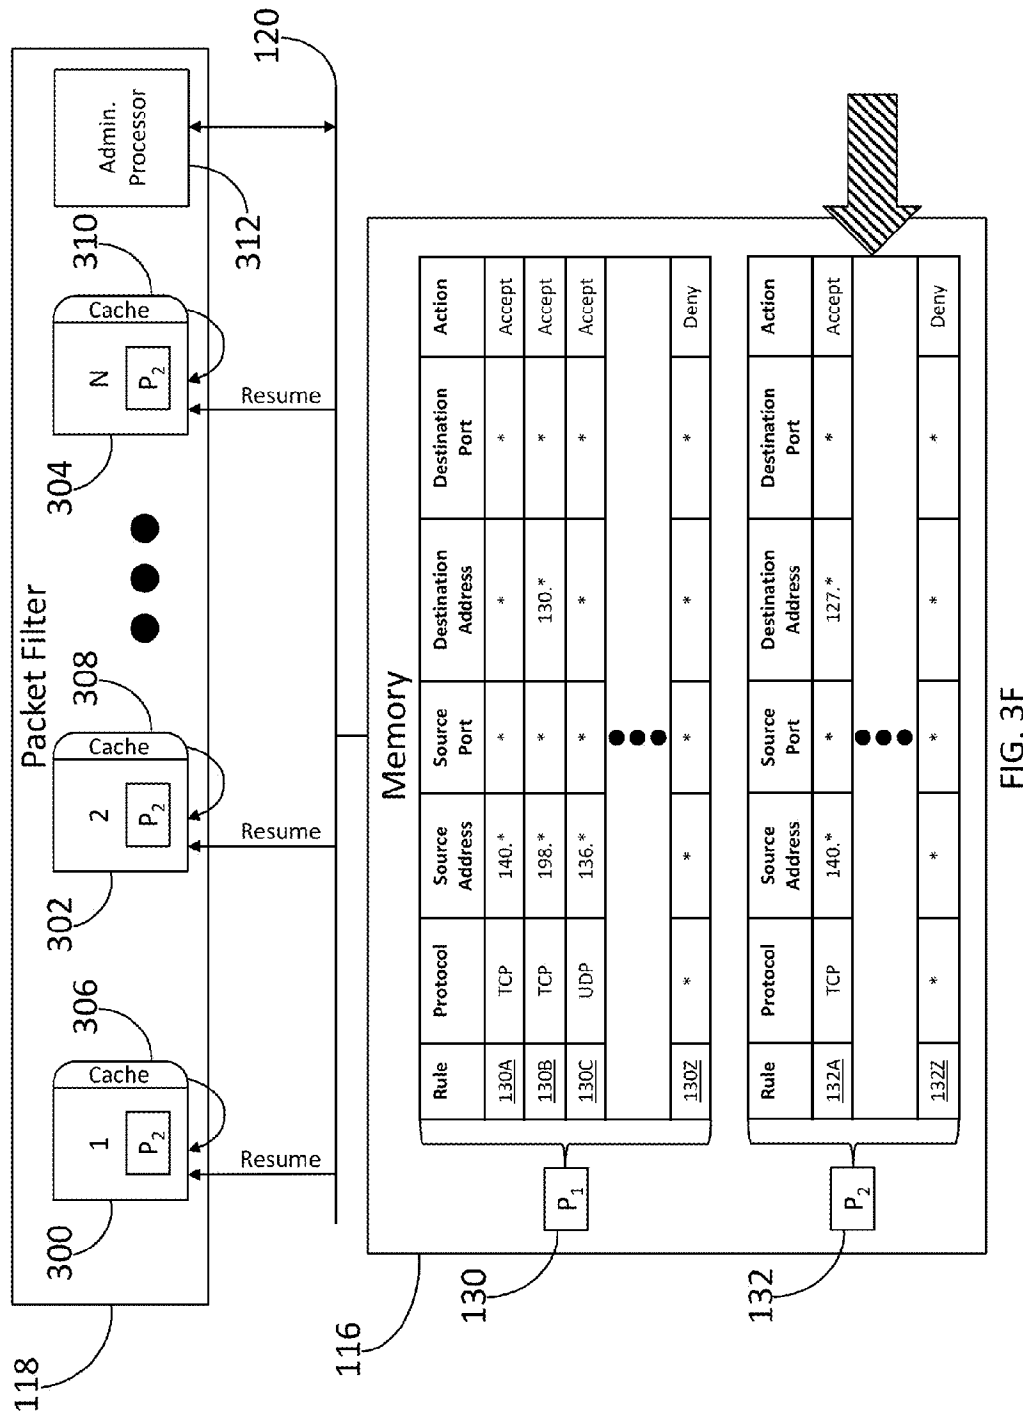 118
Packet Filter
300
1
P2
Cache
306
302
2
P2
Cache
308
304
N
P2
Cache
310
Admin.
Processor
312
Resume
Resume
Resume
120
116
Memory
130
P1
Rule Protocol Source Address Source Port Destination Address Destination Port Action
130A TCP 140.* * * * Accept
130B TCP 198.* * 130.* * Accept
130C UDP 136.* * * * Accept
130Z * * * * * Deny
132
P2
Rule Protocol Source Address Source Port Destination Address Destination Port Action
132A TCP 140.* * 127.* * Accept
132Z * * * * * Deny
FIG. 3F